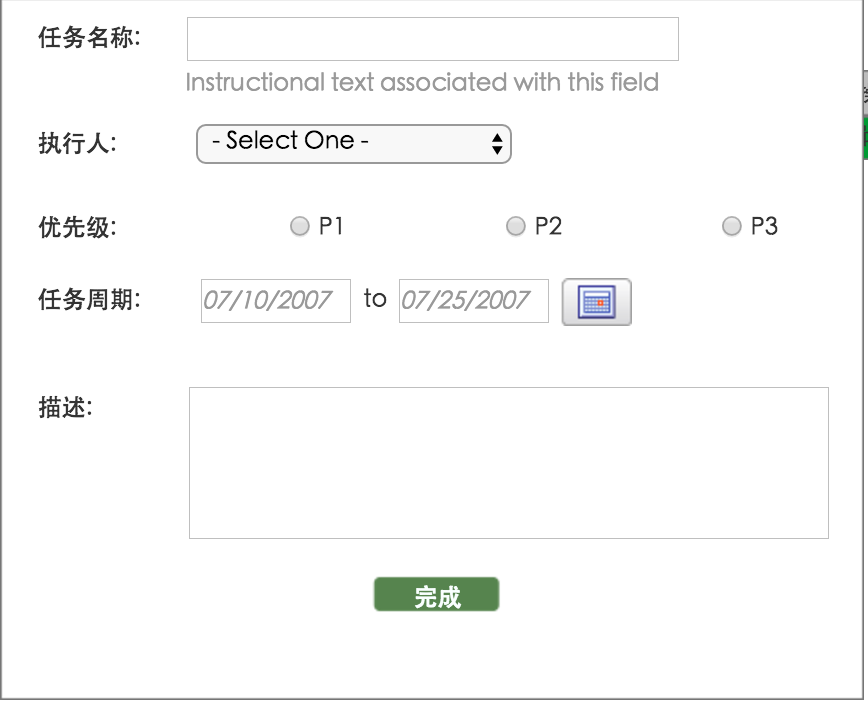 任务名称:
Instructional text associated with this field
执行人: - Select One -
优先级: P1 P2 P3
任务周期: 07/10/2007 to 07/25/2007
描述:
完成